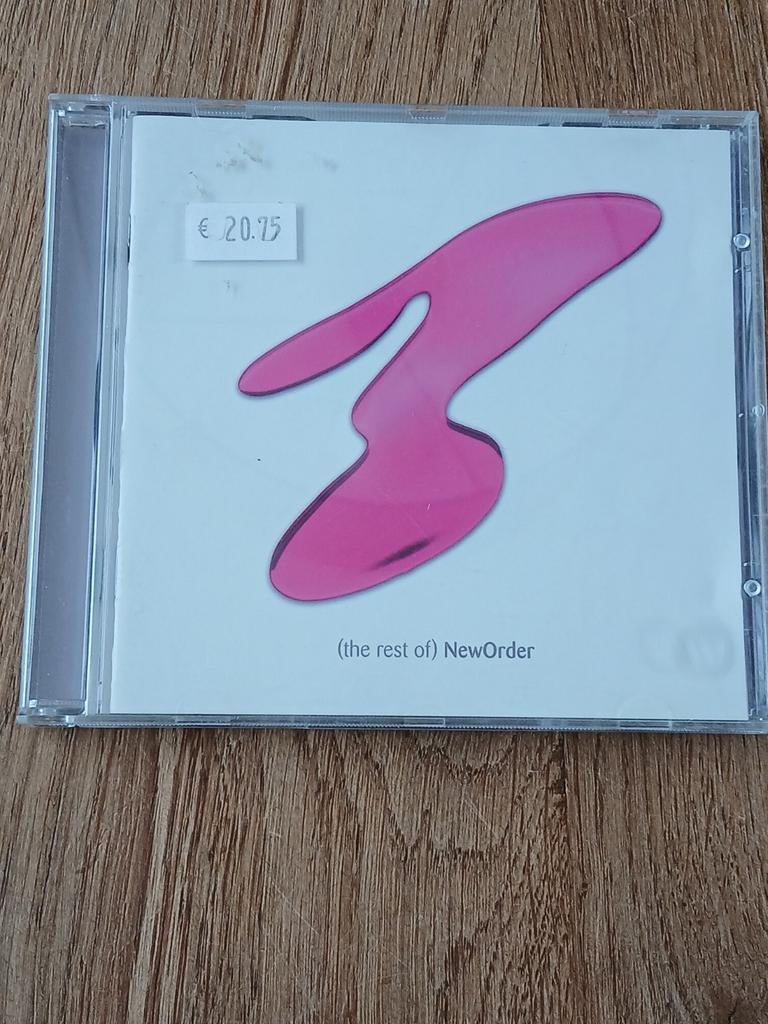 € 20.75
(the rest of) NewOrder